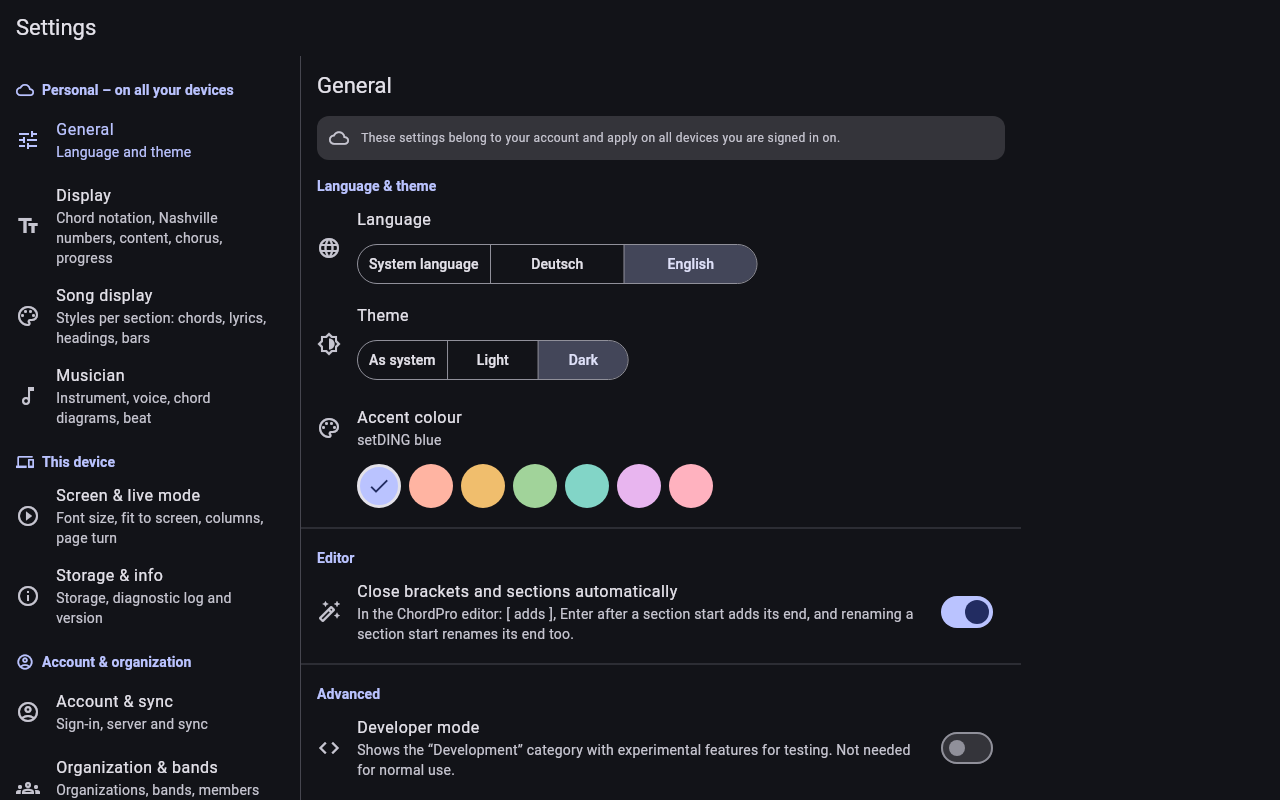 Settings
Personal – on all your devices
General
Language and theme
Display
Chord notation, Nashville
numbers, content, chorus,
progress
Song display
Styles per section: chords, lyrics,
headings, bars
Musician
Instrument, voice, chord
diagrams, beat
This device
Screen & live mode
Font size, fit to screen, columns,
page turn
Storage & info
Storage, diagnostic log and
version
Account & organization
Account & sync
Sign-in, server and sync
Organization & bands
Organizations, bands, members
General
These settings belong to your account and apply on all devices you are signed in on.
Language & theme
Language
System language
Deutsch
English
Theme
As system
Light
Dark
Accent colour
setDING blue
Editor
Close brackets and sections automatically
In the ChordPro editor: [ adds ], Enter after a section start adds its end, and renaming a
section start renames its end too.
Advanced
Developer mode
Shows the “Development” category with experimental features for testing. Not needed
for normal use.